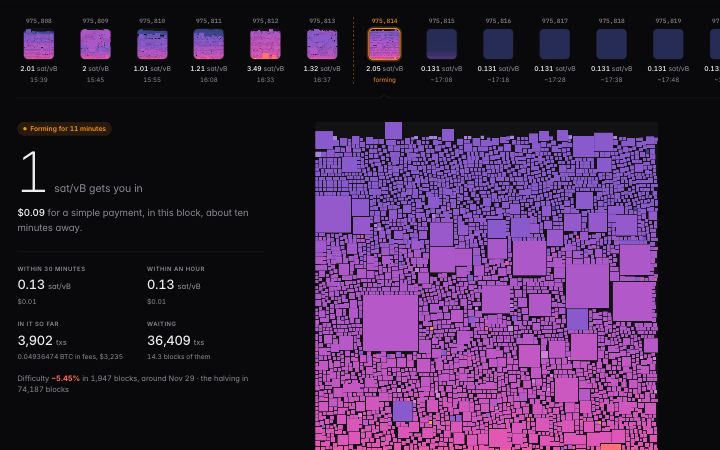 975,808 975,809 975,810 975,811 975,812 975,813 975,814 975,815 975,816 975,817 975,818 975,819
2.01 sat/vB 2 sat/vB 1.01 sat/vB 1.21 sat/vB 3.49 sat/vB 1.32 sat/vB 2.05 sat/vB 0.131 sat/vB 0.131 sat/vB 0.131 sat/vB 0.131 sat/vB 0.131 sat/vB 0.13
15:39 15:45 15:55 16:08 16:33 16:37 forming ~17:08 ~17:18 ~17:28 ~17:38 ~17:48
Forming for 11 minutes
1 sat/vB gets you in
$0.09 for a simple payment, in this block, about ten
minutes away.
WITHIN 30 MINUTES WITHIN AN HOUR
0.13 sat/vB 0.13 sat/vB
$0.01 $0.01
IN IT SO FAR WAITING
3,902 txs 36,409 txs
0.04936474 BTC in fees, $3,235 14.3 blocks of them
Difficulty −5.45% in 1,947 blocks, around Nov 29 · the halving in
74,187 blocks